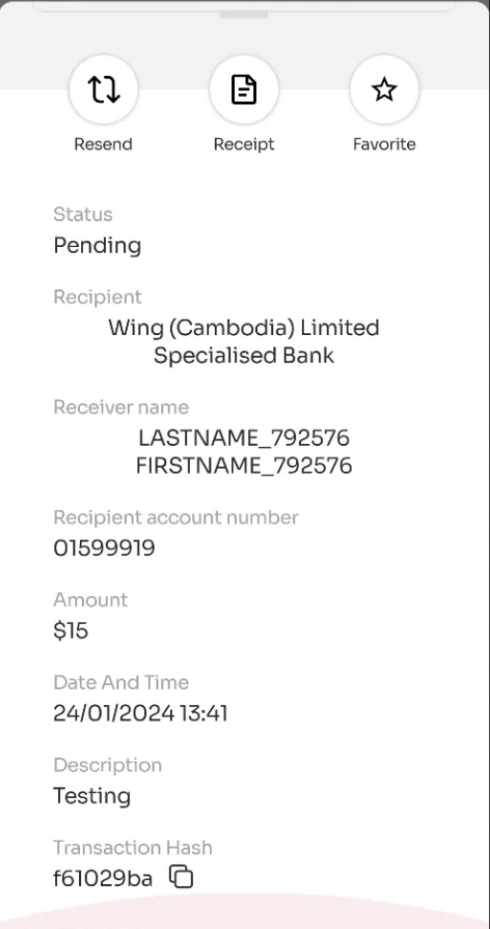 Resend Receipt Favorite
Status
Pending
Recipient
Wing (Cambodia) Limited
Specialised Bank
Receiver name
LASTNAME_792576
FIRSTNAME_792576
Recipient account number
01599919
Amount
$15
Date And Time
24/01/2024 13:41
Description
Testing
Transaction Hash
f61029ba